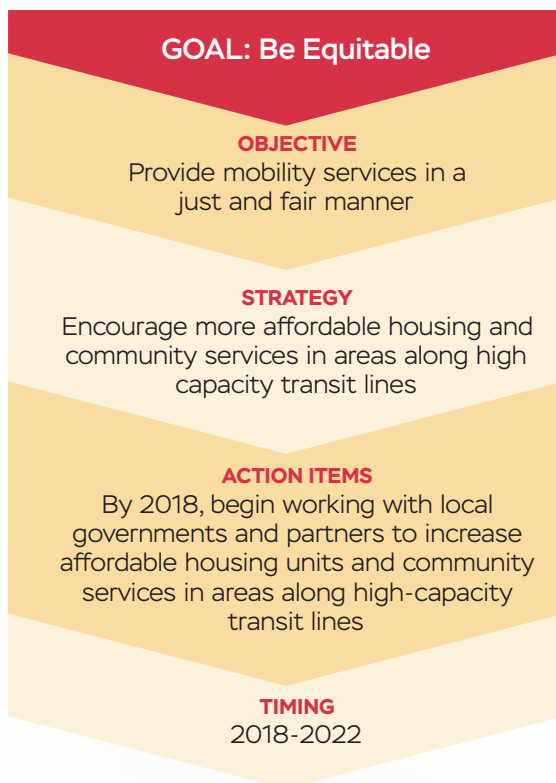 GOAL: Be Equitable
OBJECTIVE
Provide mobility services in a
just and fair manner
STRATEGY
Encourage more affordable housing and
community services in areas along high
capacity transit lines
ACTION ITEMS
By 2018, begin working with local
governments and partners to increase
affordable housing units and community
services in areas along high-capacity
transit lines
TIMING
2018-2022